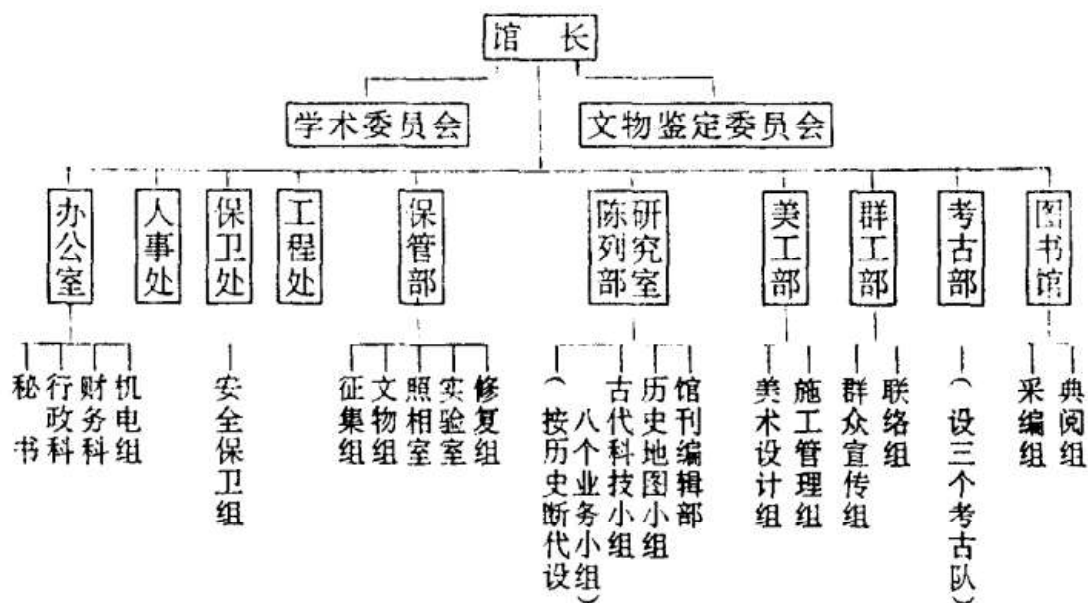 馆 长
学术委员会
文物鉴定委员会
办公室
人事处
保卫处
工程处
保管部
陈列部
研究室
美工部
群工部
考古部
图书馆
秘书
行政科
财务科
机电组
安全保卫组
征集组
文物组
照相室
实验室
修复组
（按历史断代设
八个业务小组）
古代科技小组
历史地图小组
馆刊编辑部
美术设计组
施工管理组
群众宣传组
联络组
（设三个考古队）
采编组
典阅组